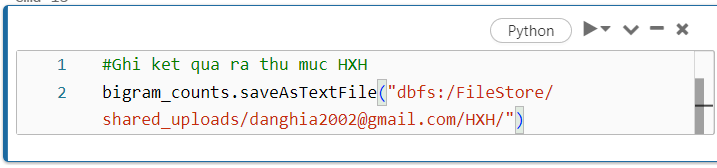 Python
1 #Ghi ket qua ra thu muc HXH
2 bigram_counts.saveAsTextFile("dbfs:/FileStore/
shared_uploads/danghia2002@gmail.com/HXH/")